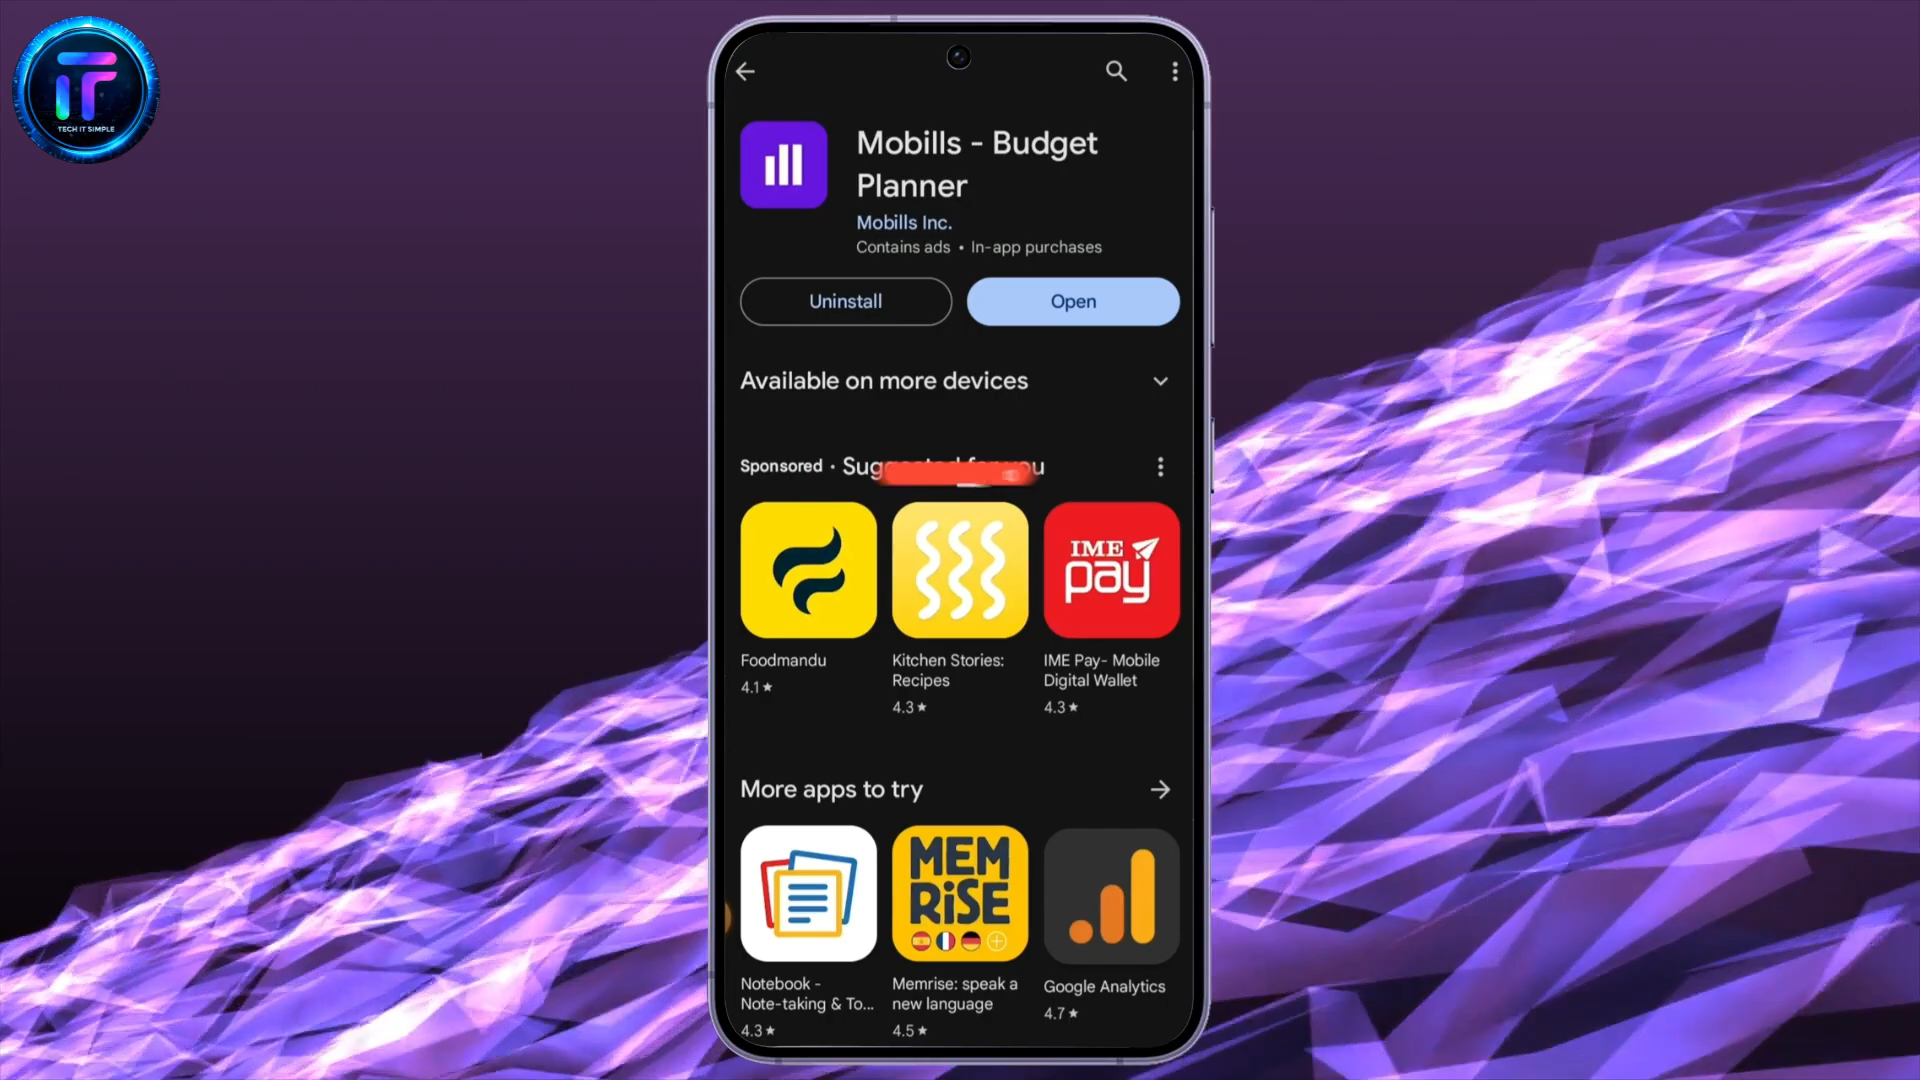 TECH IT SIMPLE
Mobills - Budget
Planner
Mobills Inc.
Contains ads • In-app purchases
Uninstall
Open
Available on more devices
Sponsored · Suggested for you
IME
pay
Foodmandu
Kitchen Stories:
Recipes
IME Pay- Mobile
Digital Wallet
4.1★
4.3★
4.3★
More apps to try
MEM
RiSE
Notebook -
Note-taking & To...
Memrise: speak a
new language
Google Analytics
4.3★
4.5★
4.7★